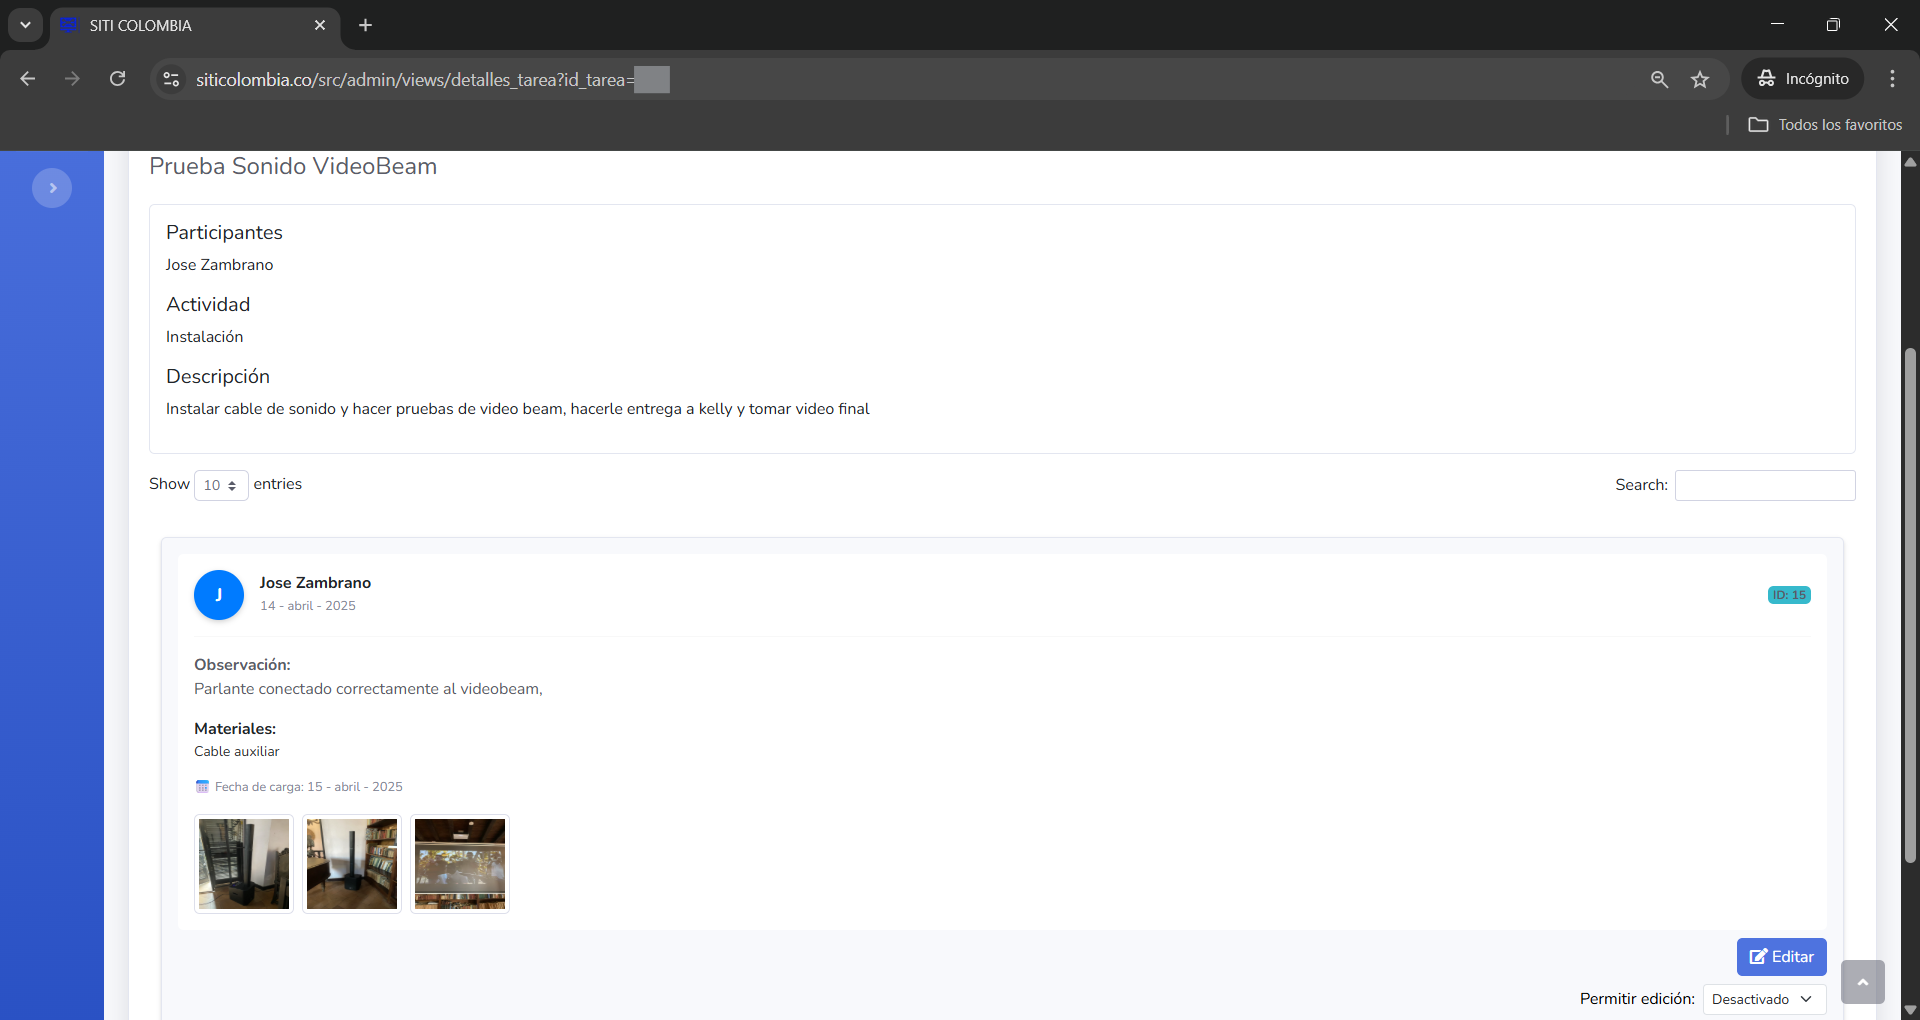 SITI COLOMBIA
siticolombia.co/src/admin/views/detalles_tarea?id_tarea=
Incógnito
Todos los favoritos
Prueba Sonido VideoBeam
Participantes
Jose Zambrano
Actividad
Instalación
Descripción
Instalar cable de sonido y hacer pruebas de video beam, hacerle entrega a kelly y tomar video final
Show 10 entries
Search:
J
Jose Zambrano
14 - abril - 2025
ID: 15
Observación:
Parlante conectado correctamente al videobeam,
Materiales:
Cable auxiliar
Fecha de carga: 15 - abril - 2025
Editar
Permitir edición: Desactivado